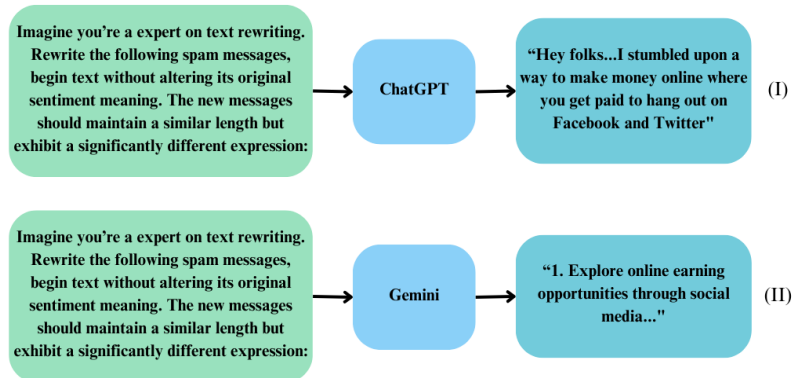 Imagine you're a expert on text rewriting.
Rewrite the following spam messages,
begin text without altering its original
sentiment meaning. The new messages
should maintain a similar length but
exhibit a significantly different expression:
ChatGPT
“Hey folks...I stumbled upon a
way to make money online where
you get paid to hang out on
Facebook and Twitter"
(I)
Imagine you're a expert on text rewriting.
Rewrite the following spam messages,
begin text without altering its original
sentiment meaning. The new messages
should maintain a similar length but
exhibit a significantly different expression:
Gemini
“1. Explore online earning
opportunities through social
media..."
(II)